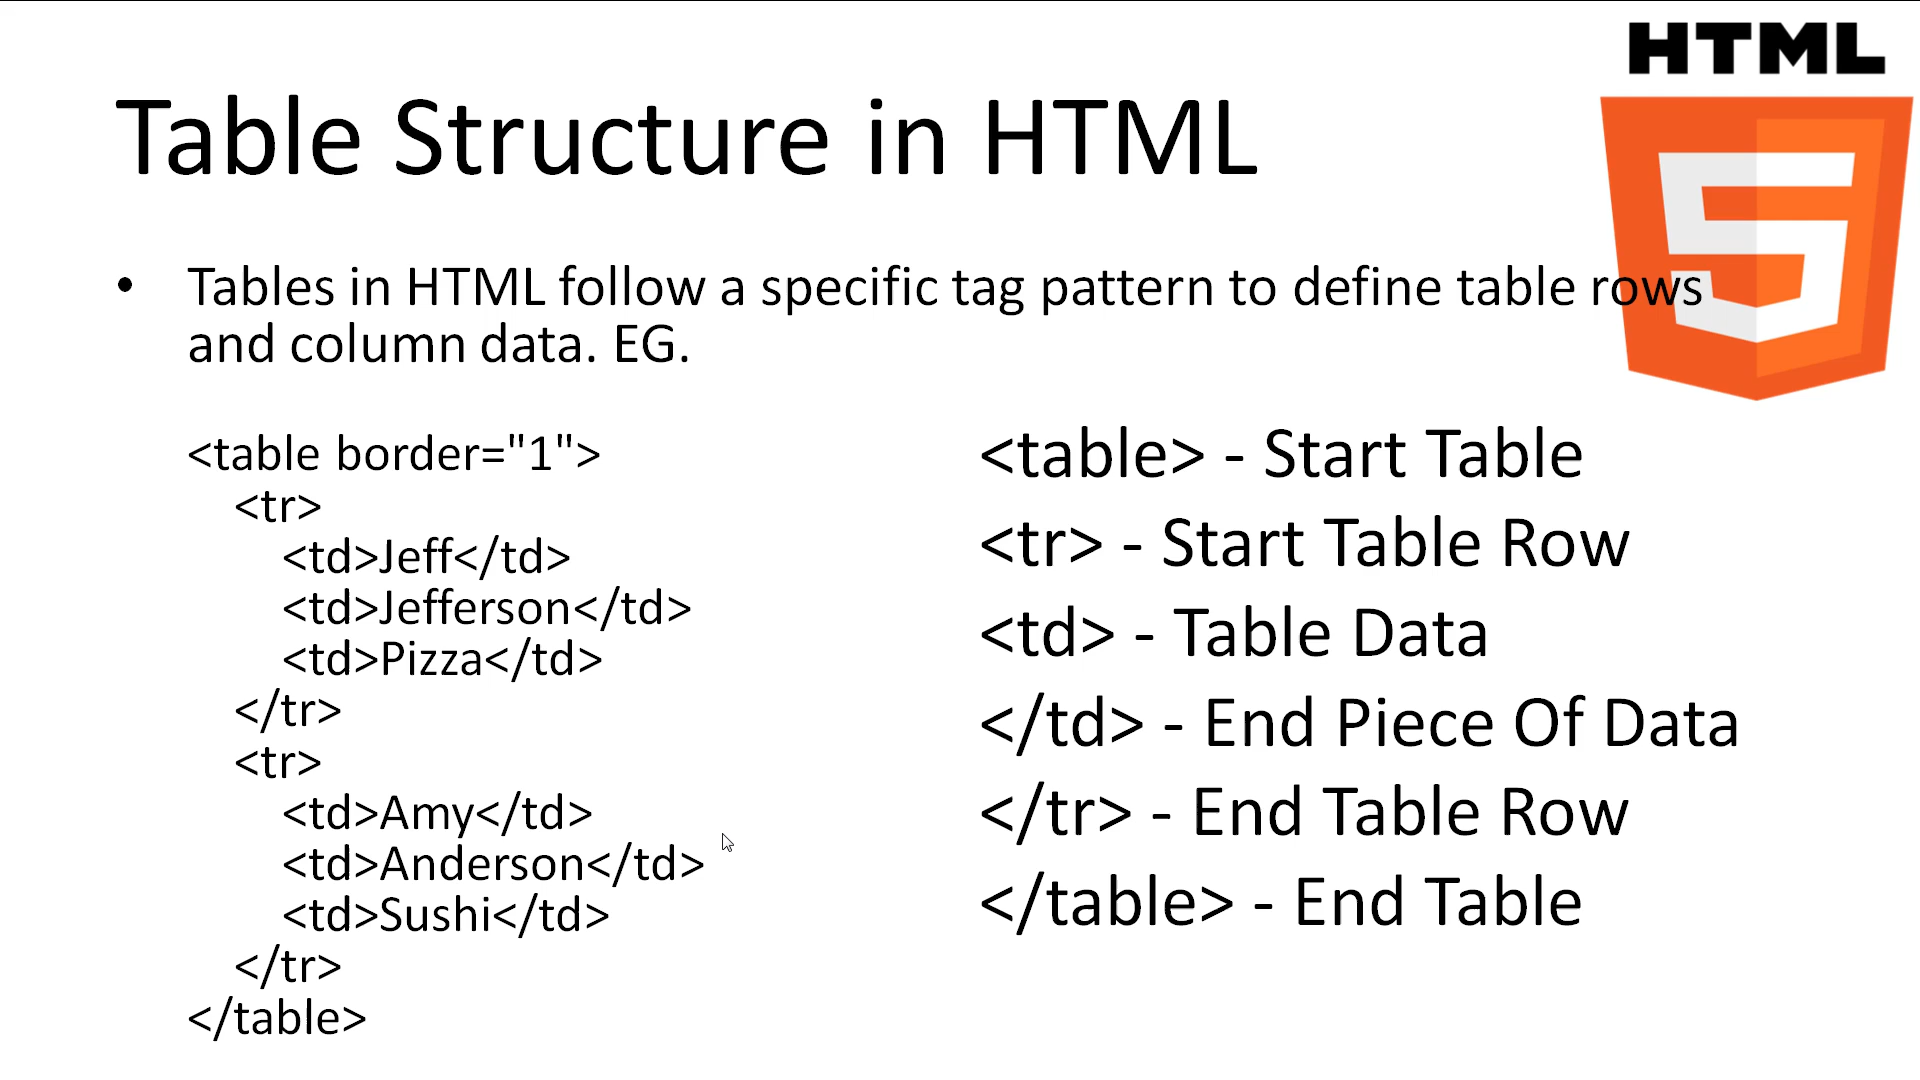 HTML
Table Structure in HTML
• Tables in HTML follow a specific tag pattern to define table rows
and column data. EG.
<table border="1">
<tr>
<td>Jeff</td>
<td>Jefferson</td>
<td>Pizza</td>
</tr>
<tr>
<td>Amy</td>
<td>Anderson</td>
<td>Sushi</td>
</tr>
</table>
<table> - Start Table
<tr> - Start Table Row
<td> - Table Data
</td> - End Piece Of Data
</tr> - End Table Row
</table> - End Table